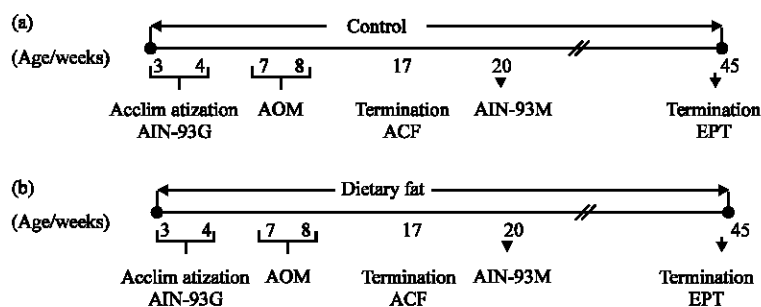 (a)
Control
(Age/weeks)
3 4 7 8 17 20 45
Acclim atization AOM Termination AIN-93M Termination
AIN-93G ACF EPT
(b)
Dietary fat
(Age/weeks)
3 4 7 8 17 20 45
Acclim atization AOM Termination AIN-93M Termination
AIN-93G ACF EPT